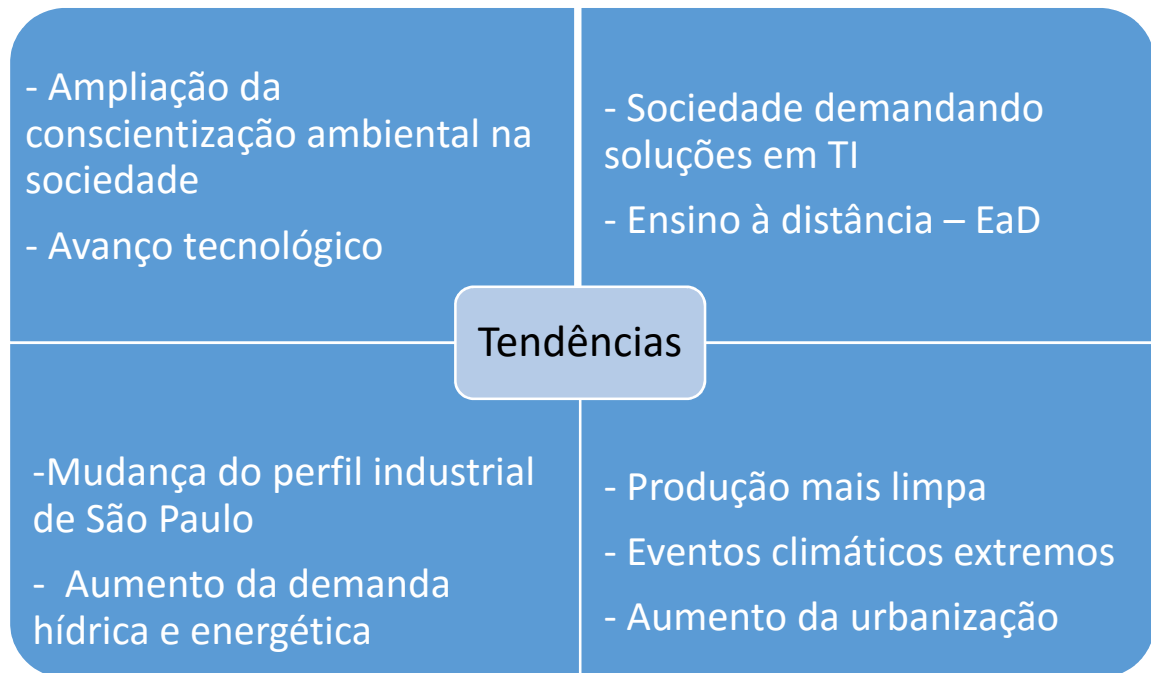 - Ampliação da
conscientização ambiental na
sociedade
- Avanço tecnológico
- Sociedade demandando
soluções em TI
- Ensino à distância – EaD
Tendências
-Mudança do perfil industrial
de São Paulo
- Aumento da demanda
hídrica e energética
- Produção mais limpa
- Eventos climáticos extremos
- Aumento da urbanização